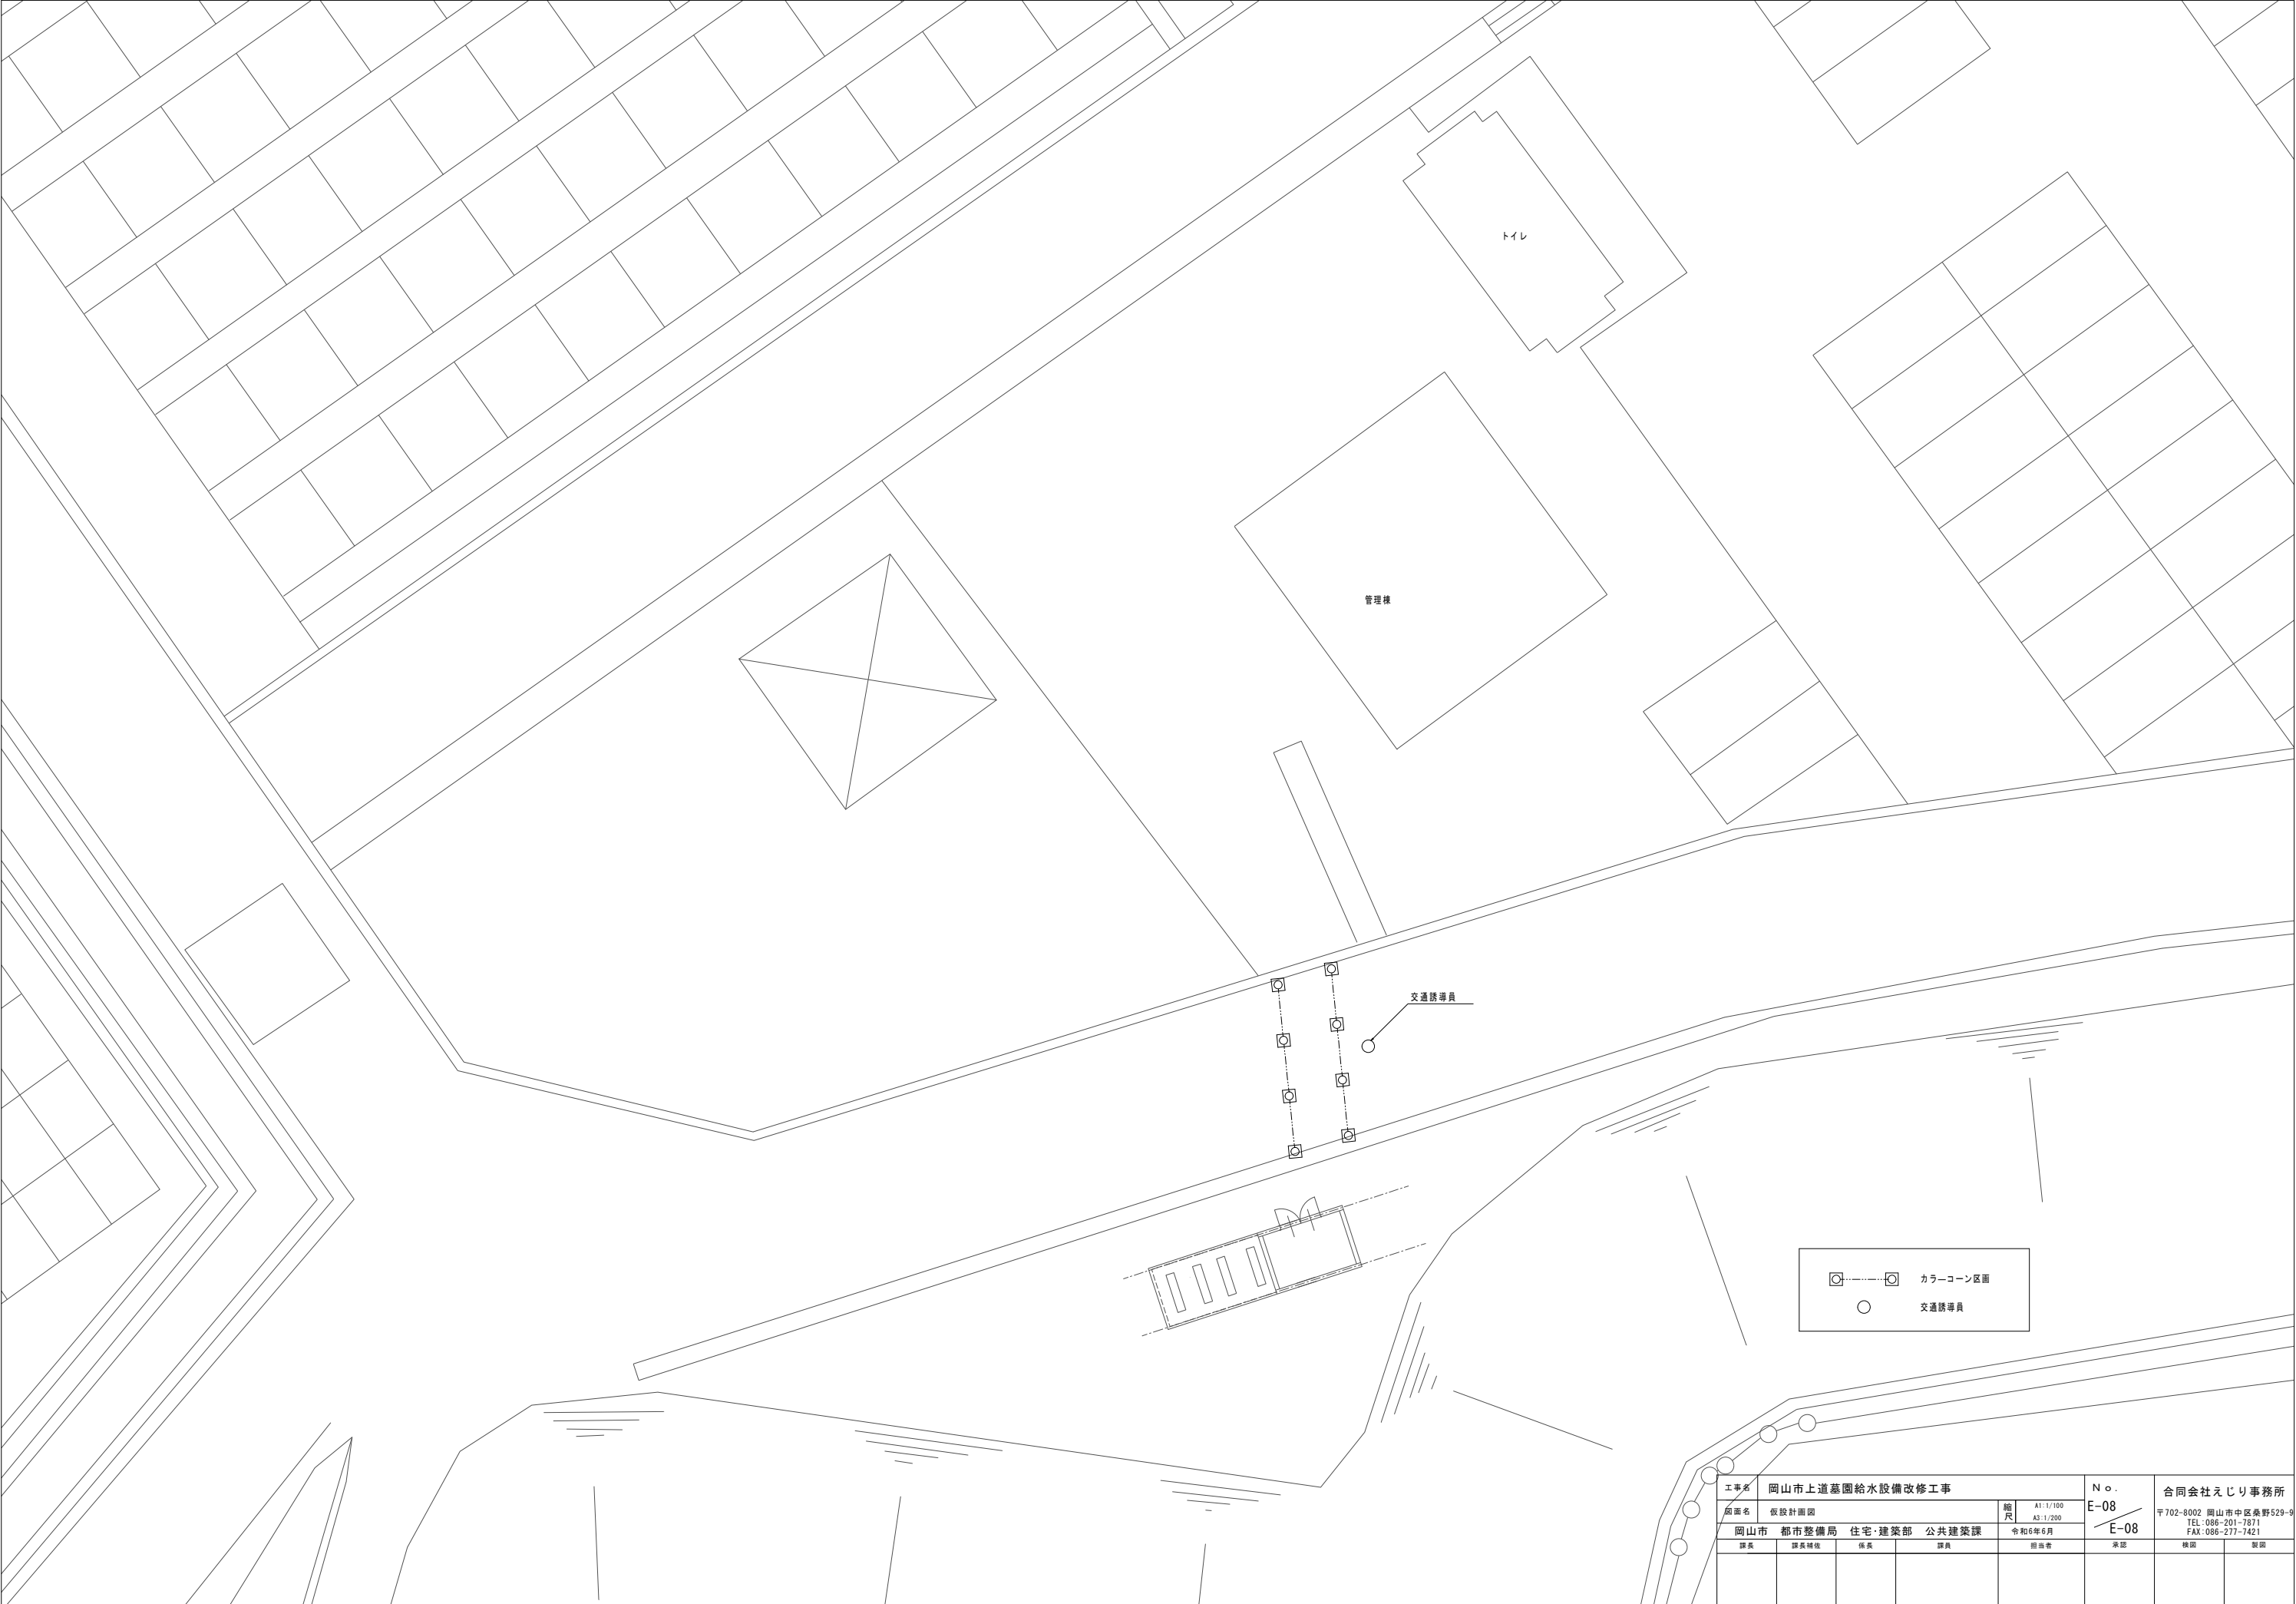 トイレ
管理棟
交通誘導員
カラーコーン区画
交通誘導員
工事名 岡山市上道墓園給水設備改修工事
図面名 仮設計画図
縮尺 A1:1/100
A3:1/200
岡山市 都市整備局 住宅・建築部 公共建築課 令和6年6月
課長 課長補佐 係長 課員 担当者 承認 検図 製図
No.
E-08
E-08
合同会社えじり事務所
〒702-8002 岡山市中区桑野529-9
TEL:086-201-7871
FAX:086-277-7421